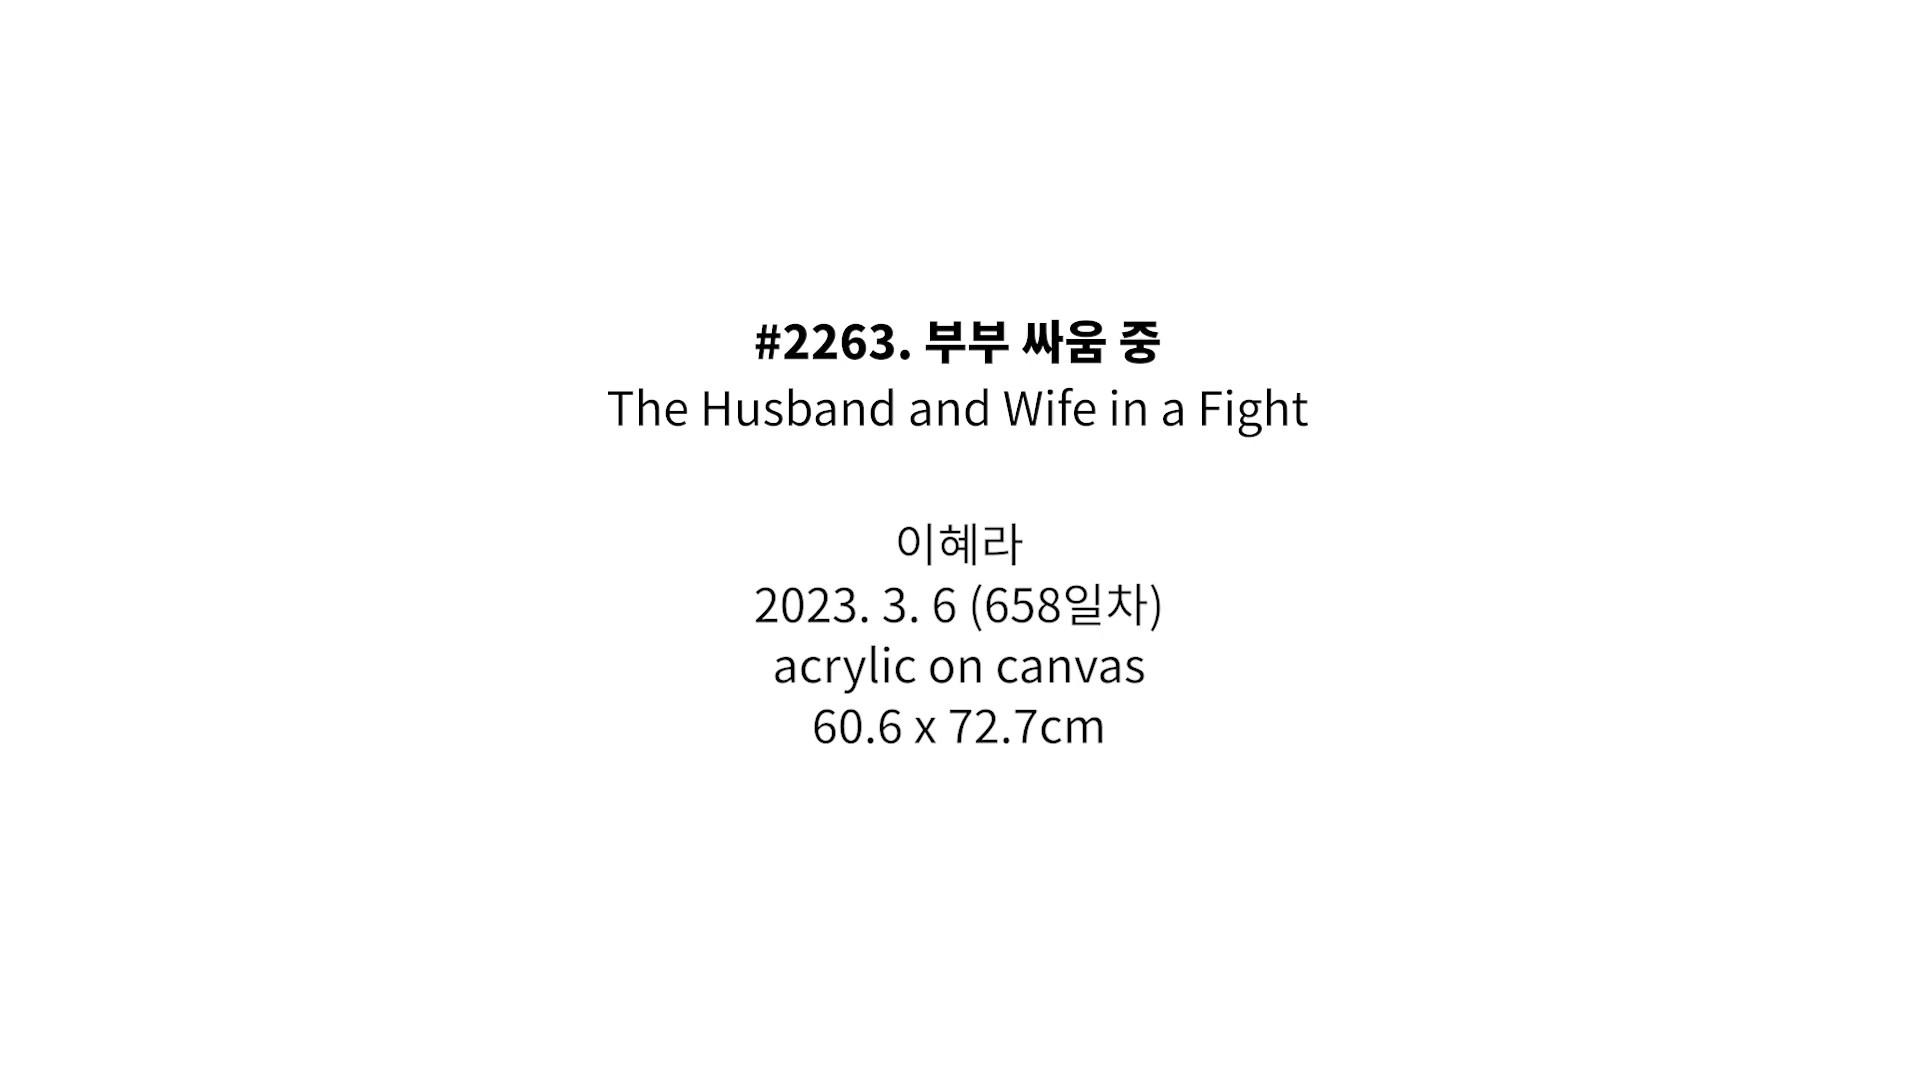 #2263. 부부 싸움 중
The Husband and Wife in a Fight
이혜라
2023. 3. 6 (658일차)
acrylic on canvas
60.6 x 72.7cm